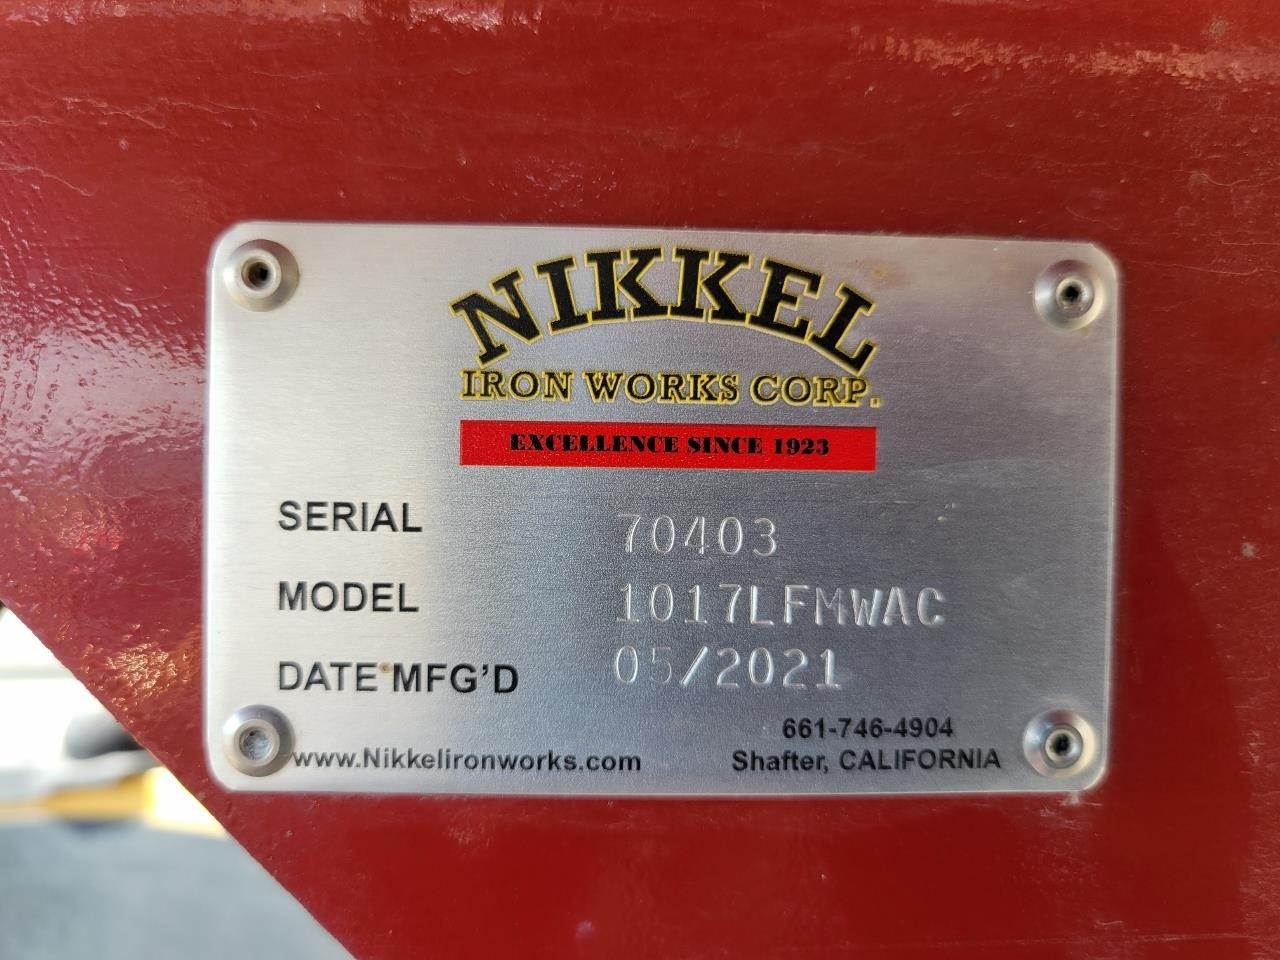 NIKKEL
IRON WORKS CORP.
EXCELLENCE SINCE 1923
SERIAL 70403
MODEL 1017LFMWAC
DATE MFG'D 05/2021
661-746-4904
www.Nikkelironworks.com Shafter, CALIFORNIA